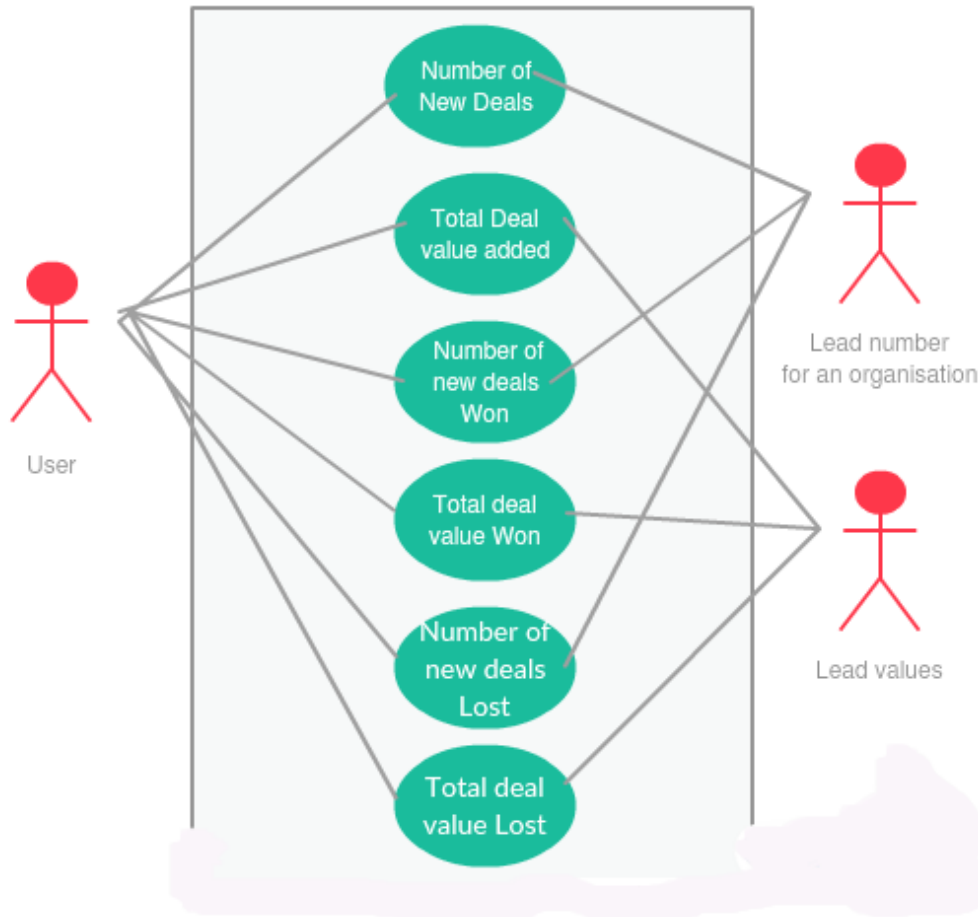 Number of
New Deals
Total Deal
value added
Number of
new deals
Won
Total deal
value Won
Number of
new deals
Lost
Total deal
value Lost
User
Lead number
for an organisation
Lead values